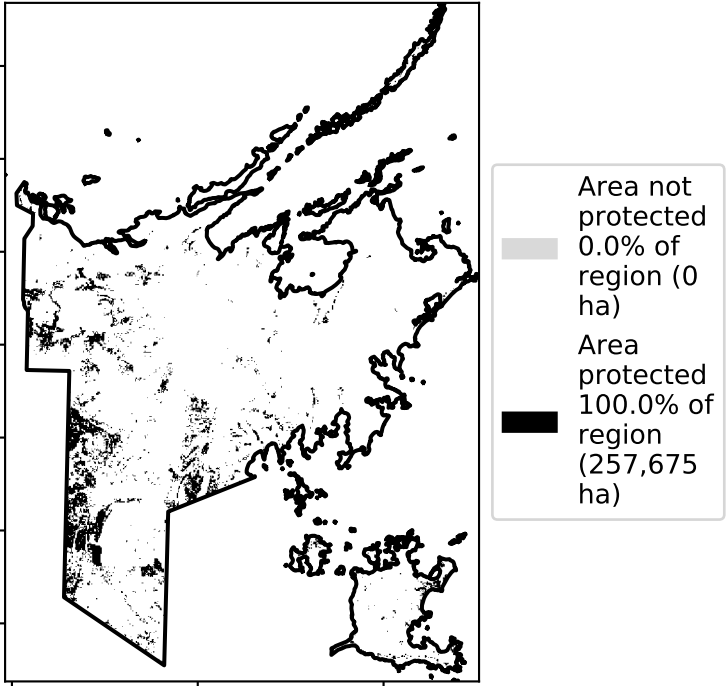 Area not
protected
0.0% of
region (0
ha)
Area
protected
100.0% of
region
(257,675
ha)